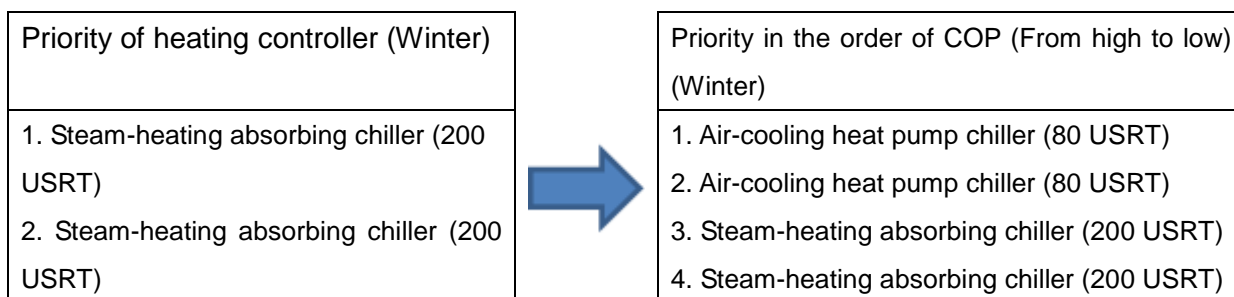 Priority of heating controller (Winter)
1. Steam-heating absorbing chiller (200
USRT)
2. Steam-heating absorbing chiller (200
USRT)
Priority in the order of COP (From high to low)
(Winter)
1. Air-cooling heat pump chiller (80 USRT)
2. Air-cooling heat pump chiller (80 USRT)
3. Steam-heating absorbing chiller (200 USRT)
4. Steam-heating absorbing chiller (200 USRT)